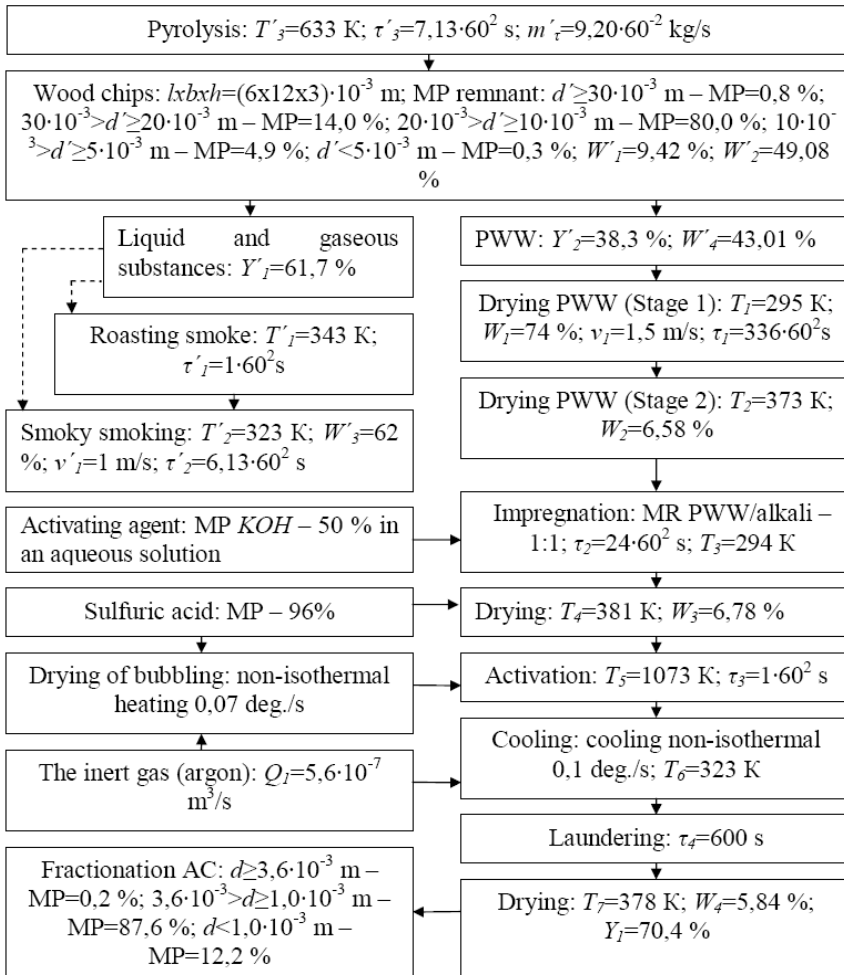 Pyrolysis: T´3=633 K; τ´3=7,13·60² s; m´τ=9,20·60⁻² kg/s
Wood chips: lxbxh=(6x12x3)·10⁻³ m; MP remnant: d´≥30·10⁻³ m – MP=0,8 %;
30·10⁻³>d´≥20·10⁻³ m – MP=14,0 %; 20·10⁻³>d´≥10·10⁻³ m – MP=80,0 %; 10·10⁻
³>d´≥5·10⁻³ m – MP=4,9 %; d´<5·10⁻³ m – MP=0,3 %; W´1=9,42 %; W´2=49,08
%
Liquid and gaseous
substances: Y´1=61,7 %
Roasting smoke: T´1=343 K;
τ´1=1·60²s
Smoky smoking: T´2=323 K; W´3=62
%; v´1=1 m/s; τ´2=6,13·60² s
Activating agent: MP KOH – 50 % in
an aqueous solution
Sulfuric acid: MP – 96%
Drying of bubbling: non-isothermal
heating 0,07 deg./s
The inert gas (argon): Q1=5,6·10⁻⁷
m³/s
PWW: Y´2=38,3 %; W´4=43,01 %
Drying PWW (Stage 1): T1=295 K;
W1=74 %; v1=1,5 m/s; τ1=336·60²s
Drying PWW (Stage 2): T2=373 K;
W2=6,58 %
Impregnation: MR PWW/alkali –
1:1; τ2=24·60² s; T3=294 K
Drying: T4=381 K; W3=6,78 %
Activation: T5=1073 K; τ3=1·60² s
Cooling: cooling non-isothermal
0,1 deg./s; T6=323 K
Laundering: τ4=600 s
Drying: T7=378 K; W4=5,84 %;
Y1=70,4 %
Fractionation AC: d≥3,6·10⁻³ m –
MP=0,2 %; 3,6·10⁻³>d≥1,0·10⁻³ m –
MP=87,6 %; d<1,0·10⁻³ m –
MP=12,2 %